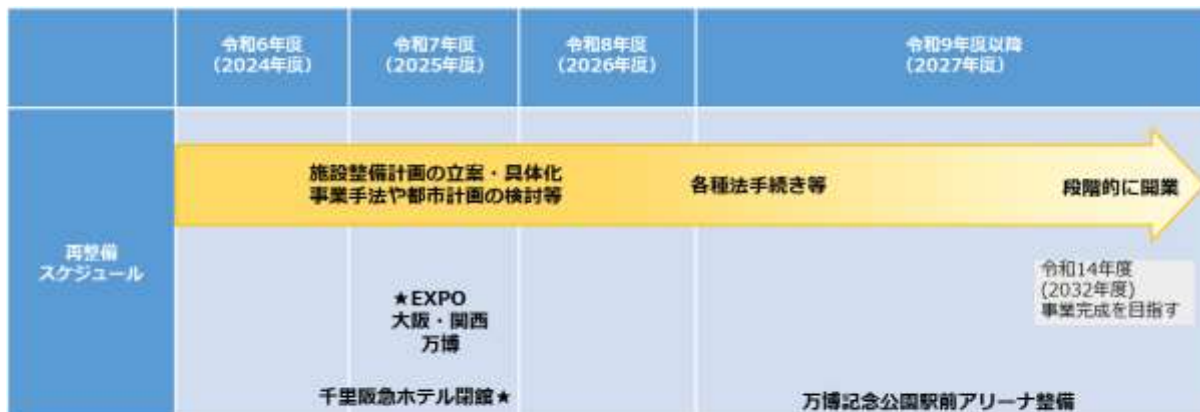 令和6年度
(2024年度)
令和7年度
(2025年度)
令和8年度
(2026年度)
令和9年度以降
(2027年度)
再整備
スケジュール
施設整備計画の立案・具体化
事業手法や都市計画の検討等
各種法手続き等
段階的に開業
令和14年度
(2032年度)
事業完成を目指す
★EXPO
大阪・関西
万博
千里阪急ホテル閉館★
万博記念公園駅前アリーナ整備